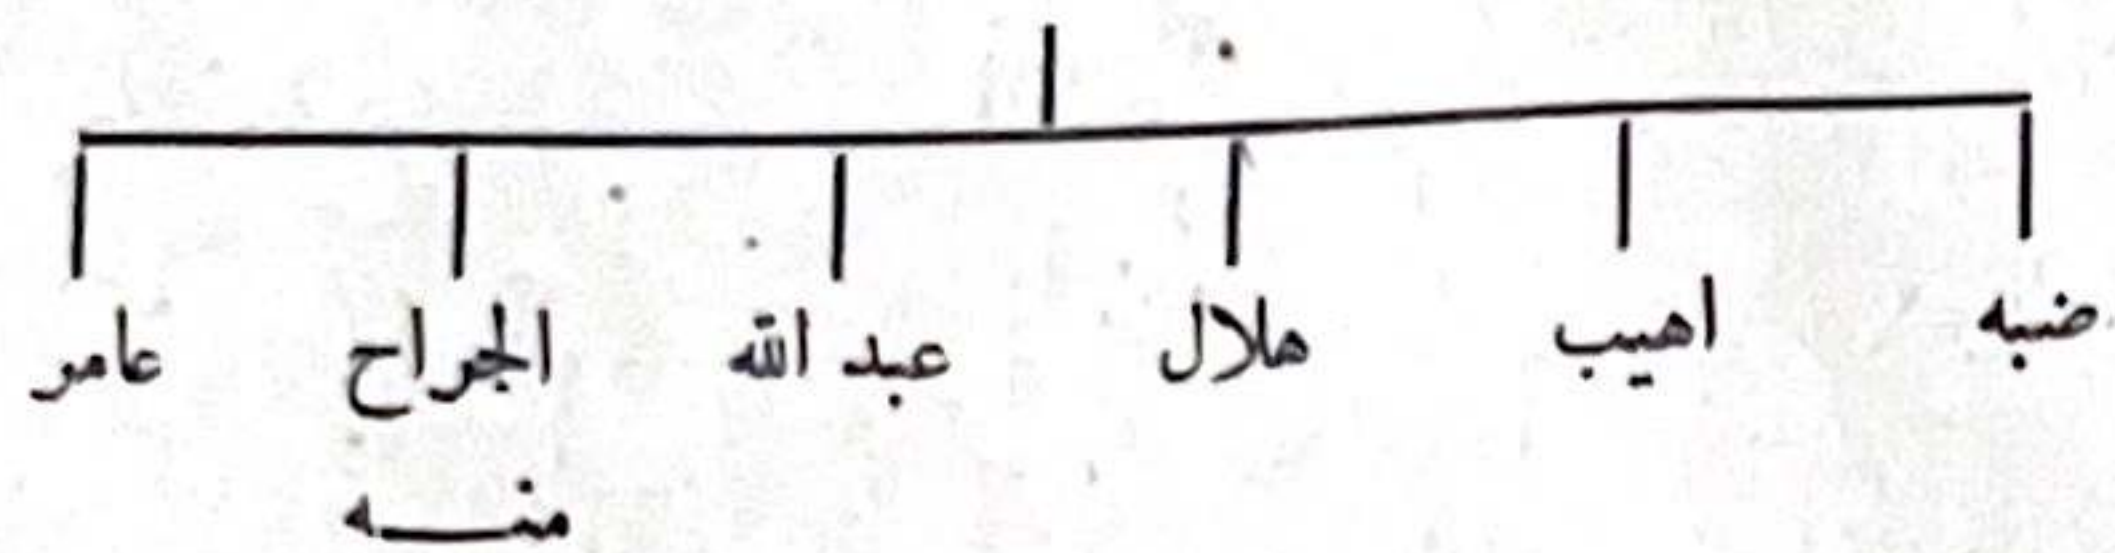 ضبه اهيب هلال عبد الله الجراح عامر
منه